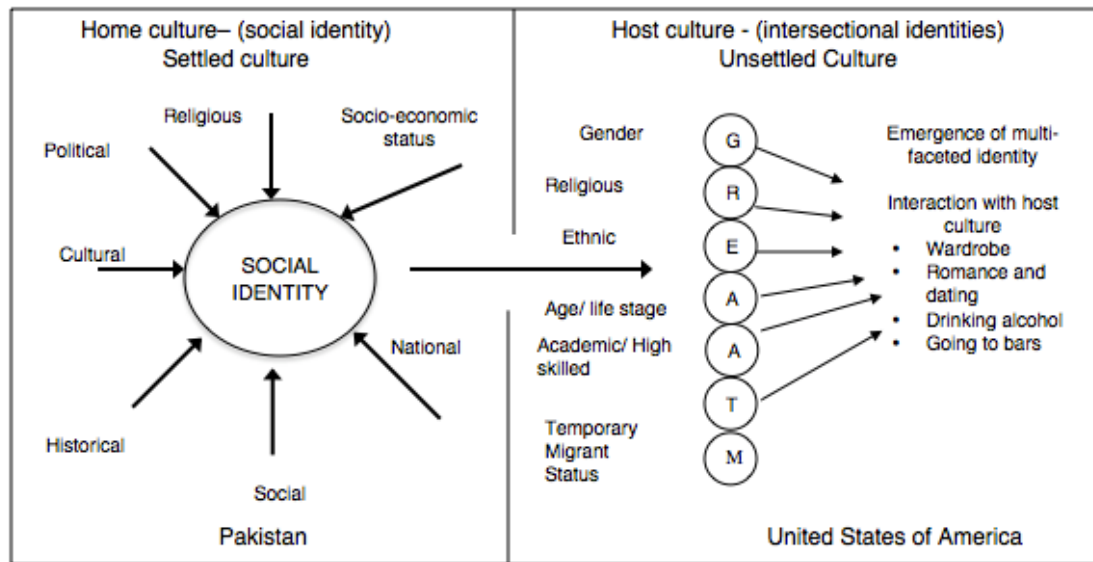 Home culture– (social identity)
Settled culture
Religious
Socio-economic
status
Political
Cultural
SOCIAL
IDENTITY
National
Historical
Social
Pakistan
Host culture - (intersectional identities)
Unsettled Culture
Gender
Religious
Ethnic
Age/ life stage
Academic/ High
skilled
Temporary
Migrant
Status
G
R
E
A
A
T
M
Emergence of multi-
faceted identity
Interaction with host
culture
• Wardrobe
• Romance and
dating
• Drinking alcohol
• Going to bars
United States of America